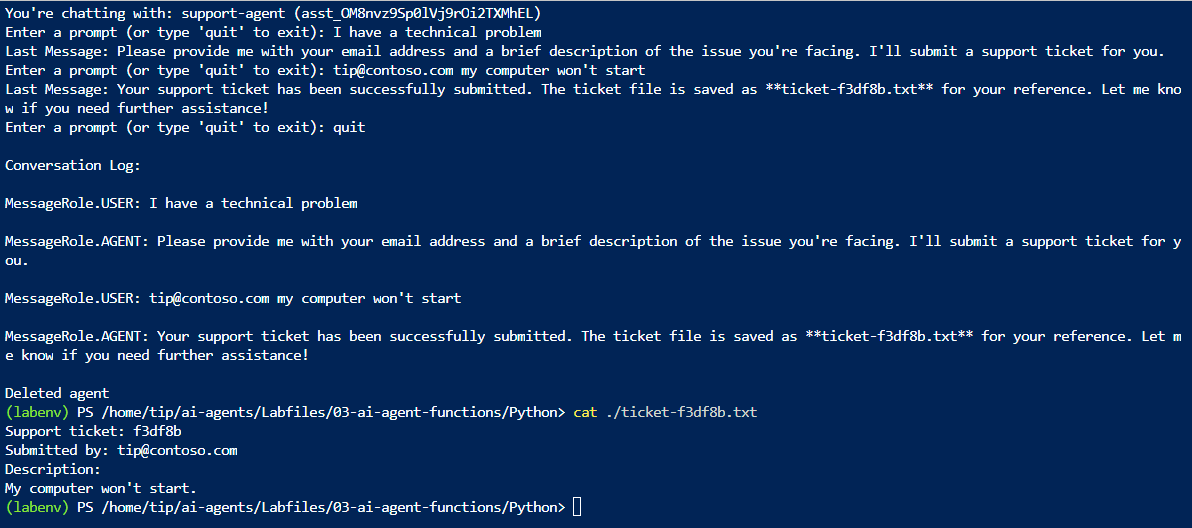 You're chatting with: support-agent (asst_OM8nvz9Sp0lVj9rOi2TXMhEL)
Enter a prompt (or type 'quit' to exit): I have a technical problem
Last Message: Please provide me with your email address and a brief description of the issue you're facing. I'll submit a support ticket for you.
Enter a prompt (or type 'quit' to exit): tip@contoso.com my computer won't start
Last Message: Your support ticket has been successfully submitted. The ticket file is saved as **ticket-f3df8b.txt** for your reference. Let me kno
w if you need further assistance!
Enter a prompt (or type 'quit' to exit): quit
Conversation Log:
MessageRole.USER: I have a technical problem
MessageRole.AGENT: Please provide me with your email address and a brief description of the issue you're facing. I'll submit a support ticket for y
ou.
MessageRole.USER: tip@contoso.com my computer won't start
MessageRole.AGENT: Your support ticket has been successfully submitted. The ticket file is saved as **ticket-f3df8b.txt** for your reference. Let m
e know if you need further assistance!
Deleted agent
(labenv) PS /home/tip/ai-agents/Labfiles/03-ai-agent-functions/Python> cat ./ticket-f3df8b.txt
Support ticket: f3df8b
Submitted by: tip@contoso.com
Description:
My computer won't start.
(labenv) PS /home/tip/ai-agents/Labfiles/03-ai-agent-functions/Python>